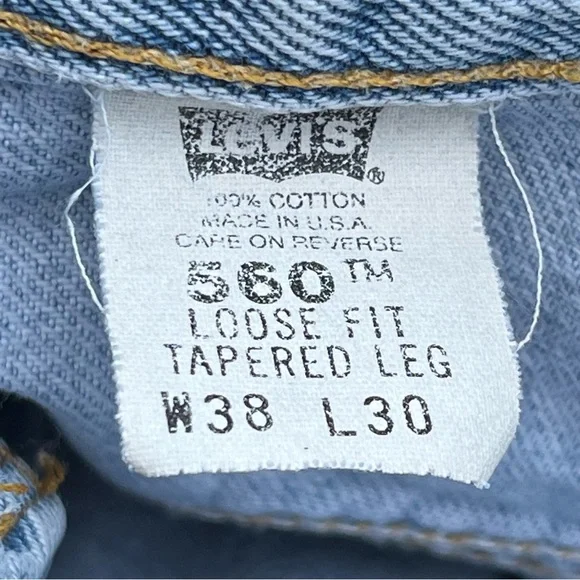 Levi's ®
100% COTTON
MADE IN U.S.A.
CARE ON REVERSE
560™
LOOSE FIT
TAPERED LEG
W38 L30